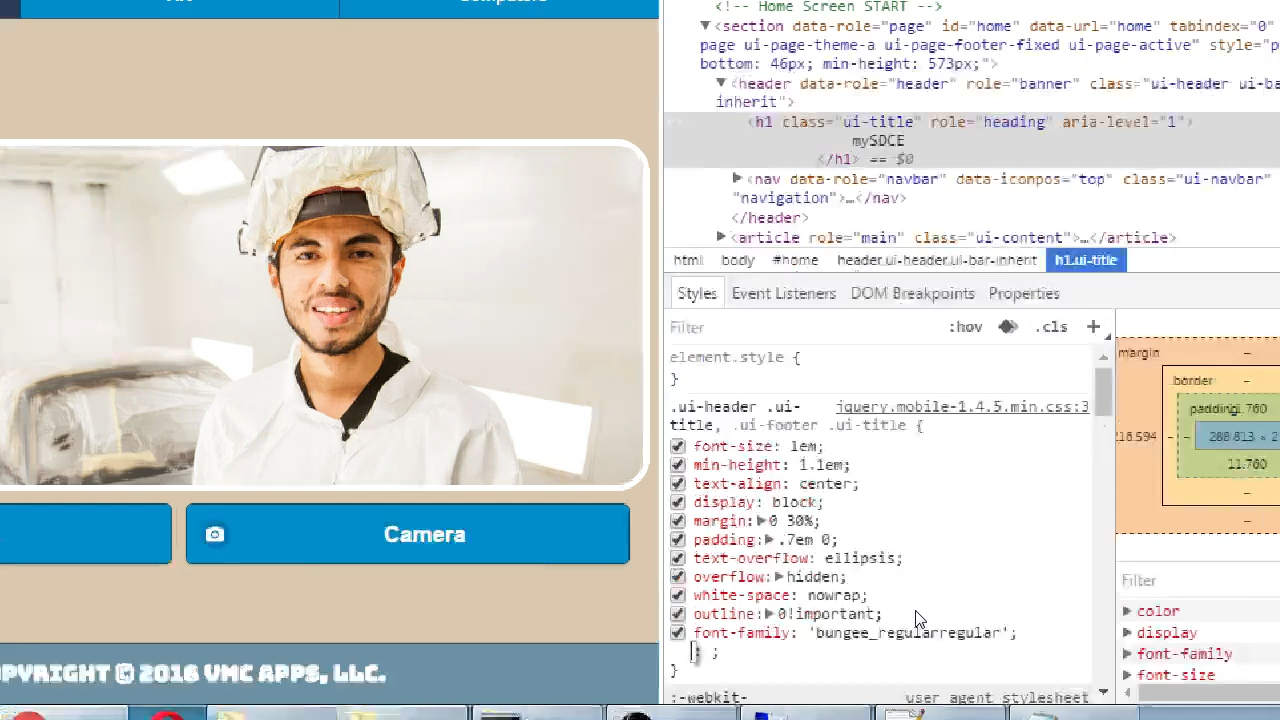 <!-- Home Screen START -->
▼<section data-role="page" id="home" data-url="home" tabindex="0"
page ui-page-theme-a ui-page-footer-fixed ui-page-active" style="p
bottom: 46px; min-height: 573px;">
▼<header data-role="header" role="banner" class="ui-header ui-ba
inherit">
<h1 class="ui-title" role="heading" aria-level="1">
mySDCE
</h1> == $0
▶<nav data-role="navbar" data-iconpos="top" class="ui-navbar"
"navigation">…</nav>
</header>
▶<article role="main" class="ui-content">…</article>
html body #home header.ui-header.ui-bar-inherit h1.ui-title
Styles Event Listeners DOM Breakpoints Properties
Filter :hov .cls +
element.style {
}
.ui-header .ui- jquery.mobile-1.4.5.min.css:3
title, .ui-footer .ui-title {
font-size: 1em;
min-height: 1.1em;
text-align: center;
display: block;
margin:▶0 30%;
padding:▶.7em 0;
text-overflow: ellipsis;
overflow:▶hidden;
white-space: nowrap;
outline:▶0!important;
font-family: 'bungee_regularregular';
: ;
}
:-webkit- user agent stylesheet
margin –
border –
padding
– –
11.760
–
–
Filter
▶color
▶display
▶font-family
▶font-size
Camera
OPYRIGHT © 2016 VMC APPS, LLC.